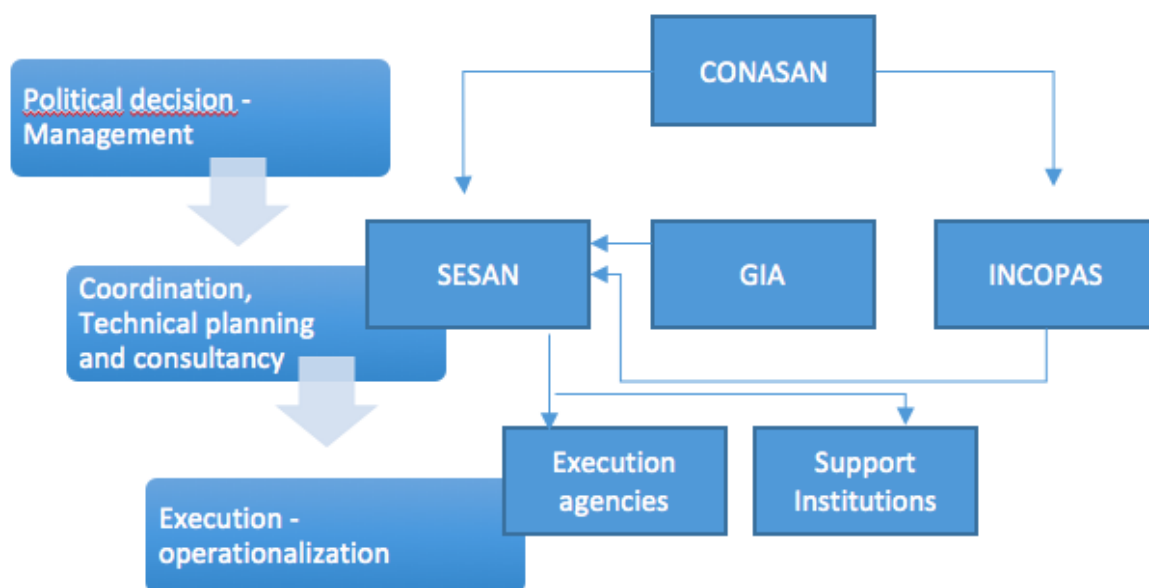 CONASAN
Political decision -
Management
SESAN
GIA
INCOPAS
Coordination,
Technical planning
and consultancy
Execution
agencies
Support
Institutions
Execution -
operationalization